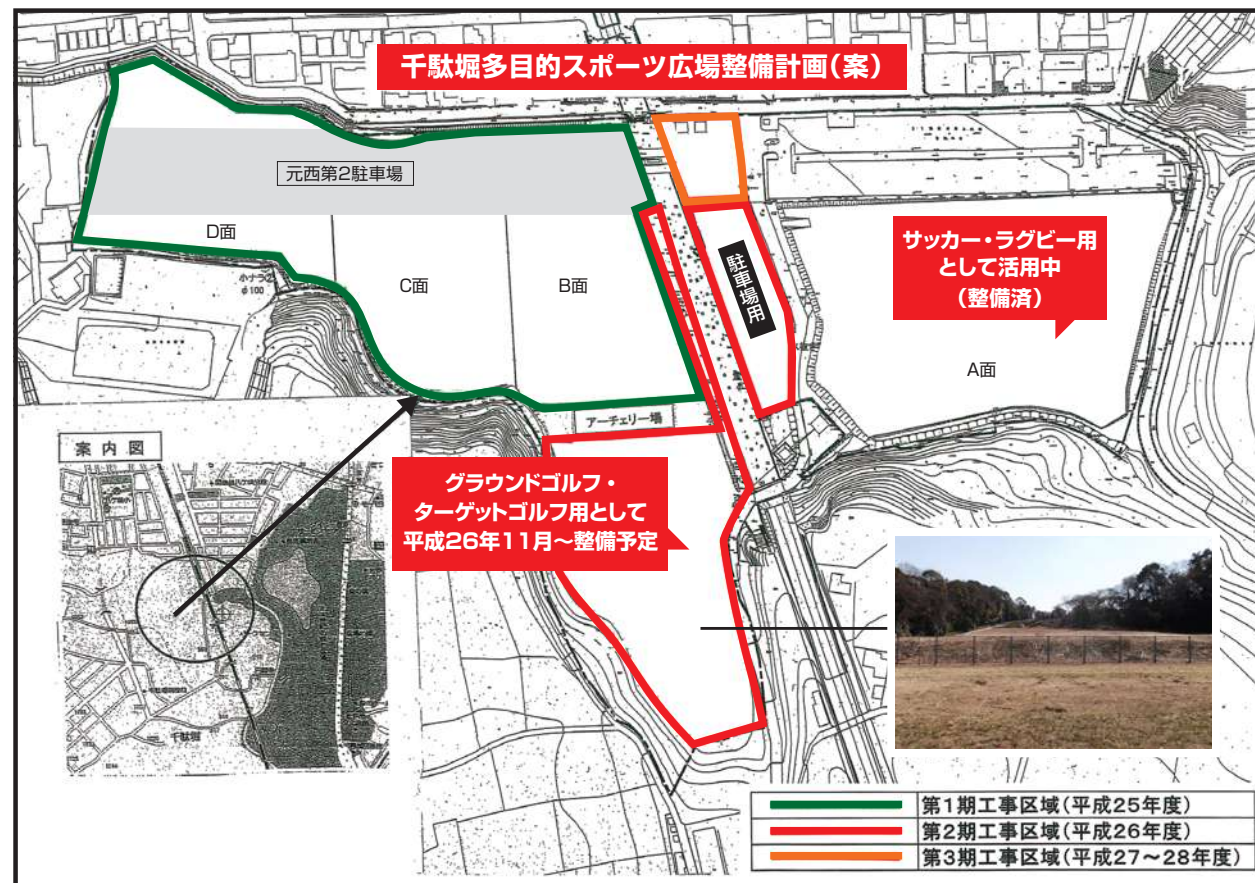 千駄堀多目的スポーツ広場整備計画(案)
元西第2駐車場
D面
C面
B面
駐車場用
サッカー・ラグビー用
として活用中
(整備済)
A面
小ナラ2
φ100
アーチェリー場
案内図
グラウンドゴルフ・
ターゲットゴルフ用として
平成26年11月~整備予定
千駄堀
第1期工事区域(平成25年度)
第2期工事区域(平成26年度)
第3期工事区域(平成27~28年度)